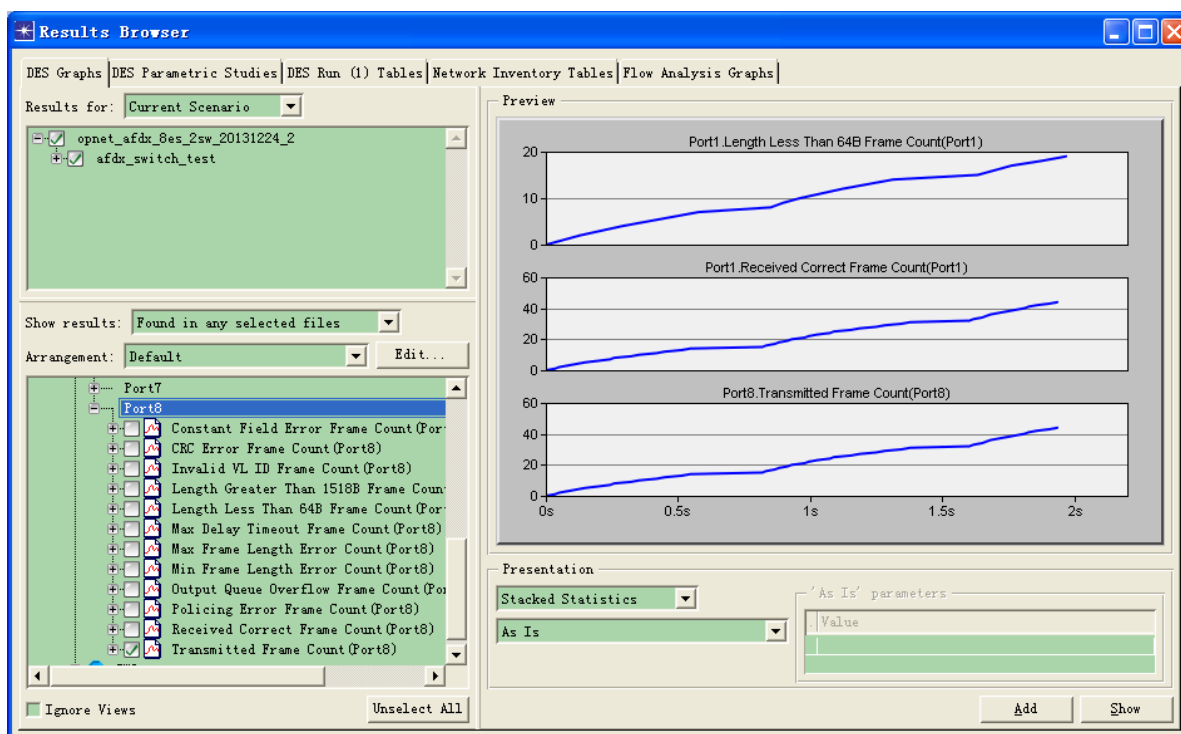 Results Browser
DES Graphs DES Parametric Studies DES Run (1) Tables Network Inventory Tables Flow Analysis Graphs
Results for: Current Scenario
opnet_afdx_8es_2sw_20131224_2
afdx_switch_test
Show results: Found in any selected files
Arrangement: Default Edit...
Port7
Port8
Constant Field Error Frame Count(Por
CRC Error Frame Count(Port8)
Invalid VL ID Frame Count(Port8)
Length Greater Than 1518B Frame Coun
Length Less Than 64B Frame Count(Por
Max Delay Timeout Frame Count(Port8)
Max Frame Length Error Count(Port8)
Min Frame Length Error Count(Port8)
Output Queue Overflow Frame Count(Po
Policing Error Frame Count(Port8)
Received Correct Frame Count(Port8)
Transmitted Frame Count(Port8)
Ignore Views Unselect All
Preview
Port1.Length Less Than 64B Frame Count(Port1)
20
10
0
Port1.Received Correct Frame Count(Port1)
60
40
20
0
Port8.Transmitted Frame Count(Port8)
60
40
20
0
0s 0.5s 1s 1.5s 2s
Presentation
Stacked Statistics
As Is
'As Is' parameters
Value
Add Show